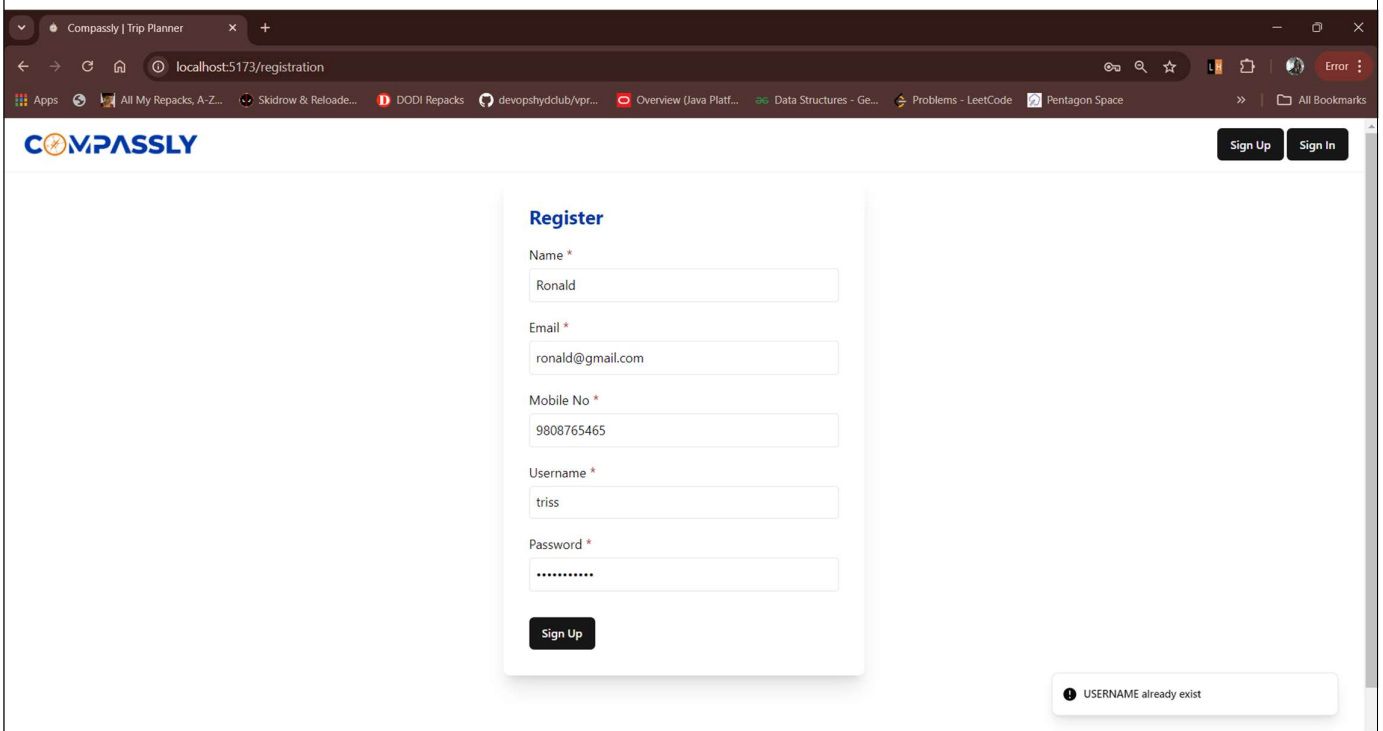 Compassly | Trip Planner
localhost:5173/registration
Error
Apps
All My Repacks, A-Z...
Skidrow & Reloade...
DODI Repacks
devopshydclub/vpr...
Overview (Java Platf...
Data Structures - Ge...
Problems - LeetCode
Pentagon Space
All Bookmarks
COMPASSLY
Sign Up
Sign In
Register
Name *
Ronald
Email *
ronald@gmail.com
Mobile No *
9808765465
Username *
triss
Password *
•••••••••••
Sign Up
USERNAME already exist